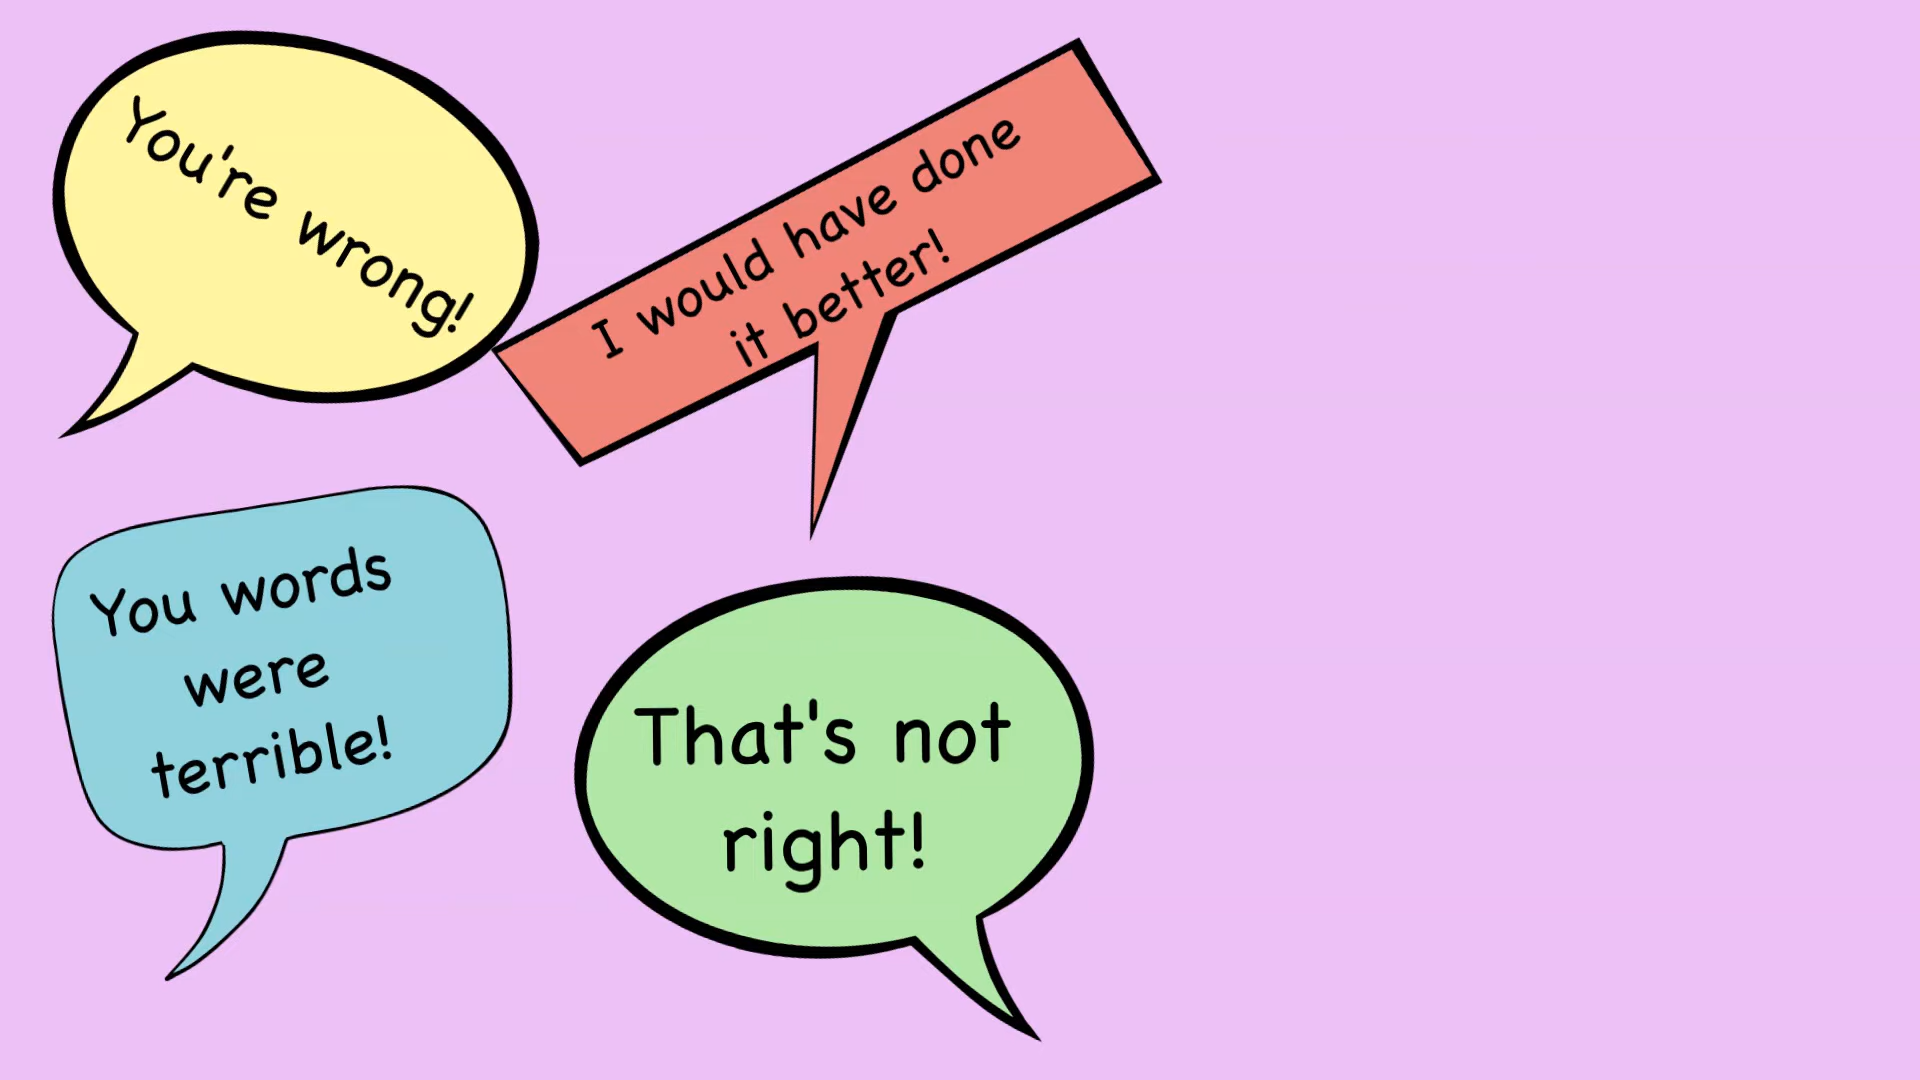 You're wrong!
I would have done
it better!
You words
were
terrible!
That's not
right!